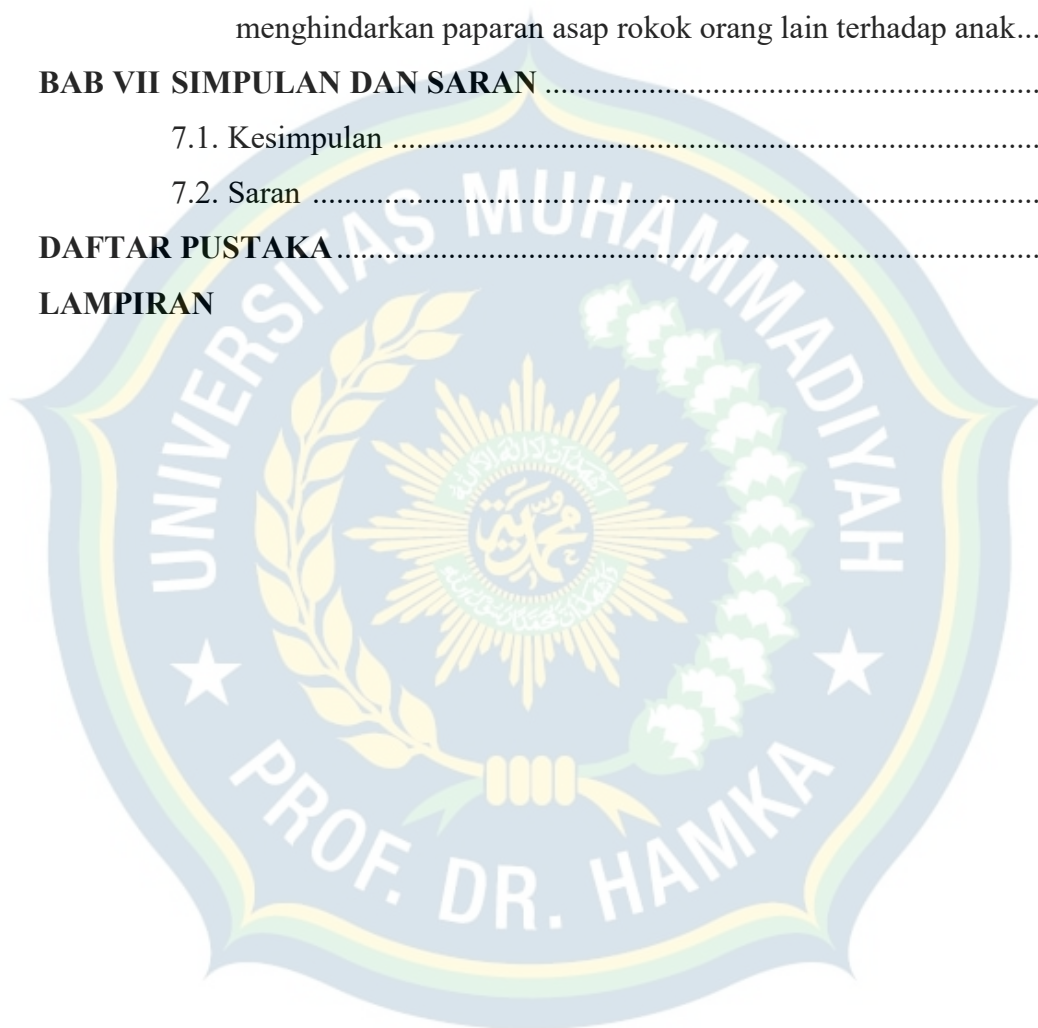 menghindarkan paparan asap rokok orang lain terhadap anak...
BAB VII SIMPULAN DAN SARAN ........................................................
7.1. Kesimpulan ........................................................................
7.2. Saran ..................................................................................
DAFTAR PUSTAKA ...............................................................................
LAMPIRAN
UNIVERSITAS MUHAMMADIYAH
محمدية
PROF. DR. HAMKA